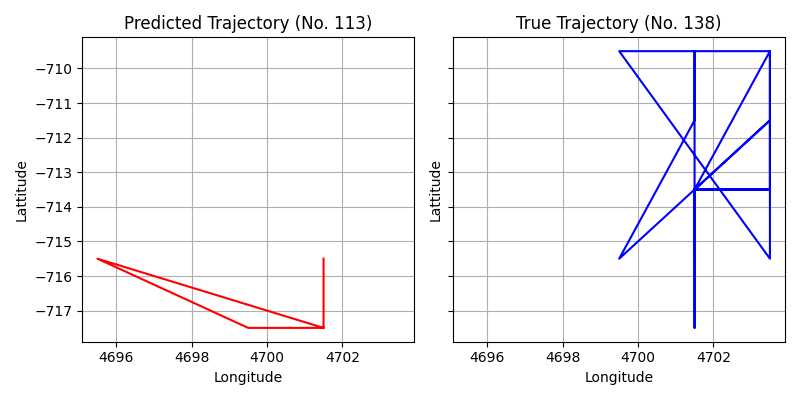 Predicted Trajectory (No. 113)
True Trajectory (No. 138)
−710
−711
−712
−713
−714
−715
−716
−717
Lattitude
Lattitude
4696
4698
4700
4702
4696
4698
4700
4702
Longitude
Longitude